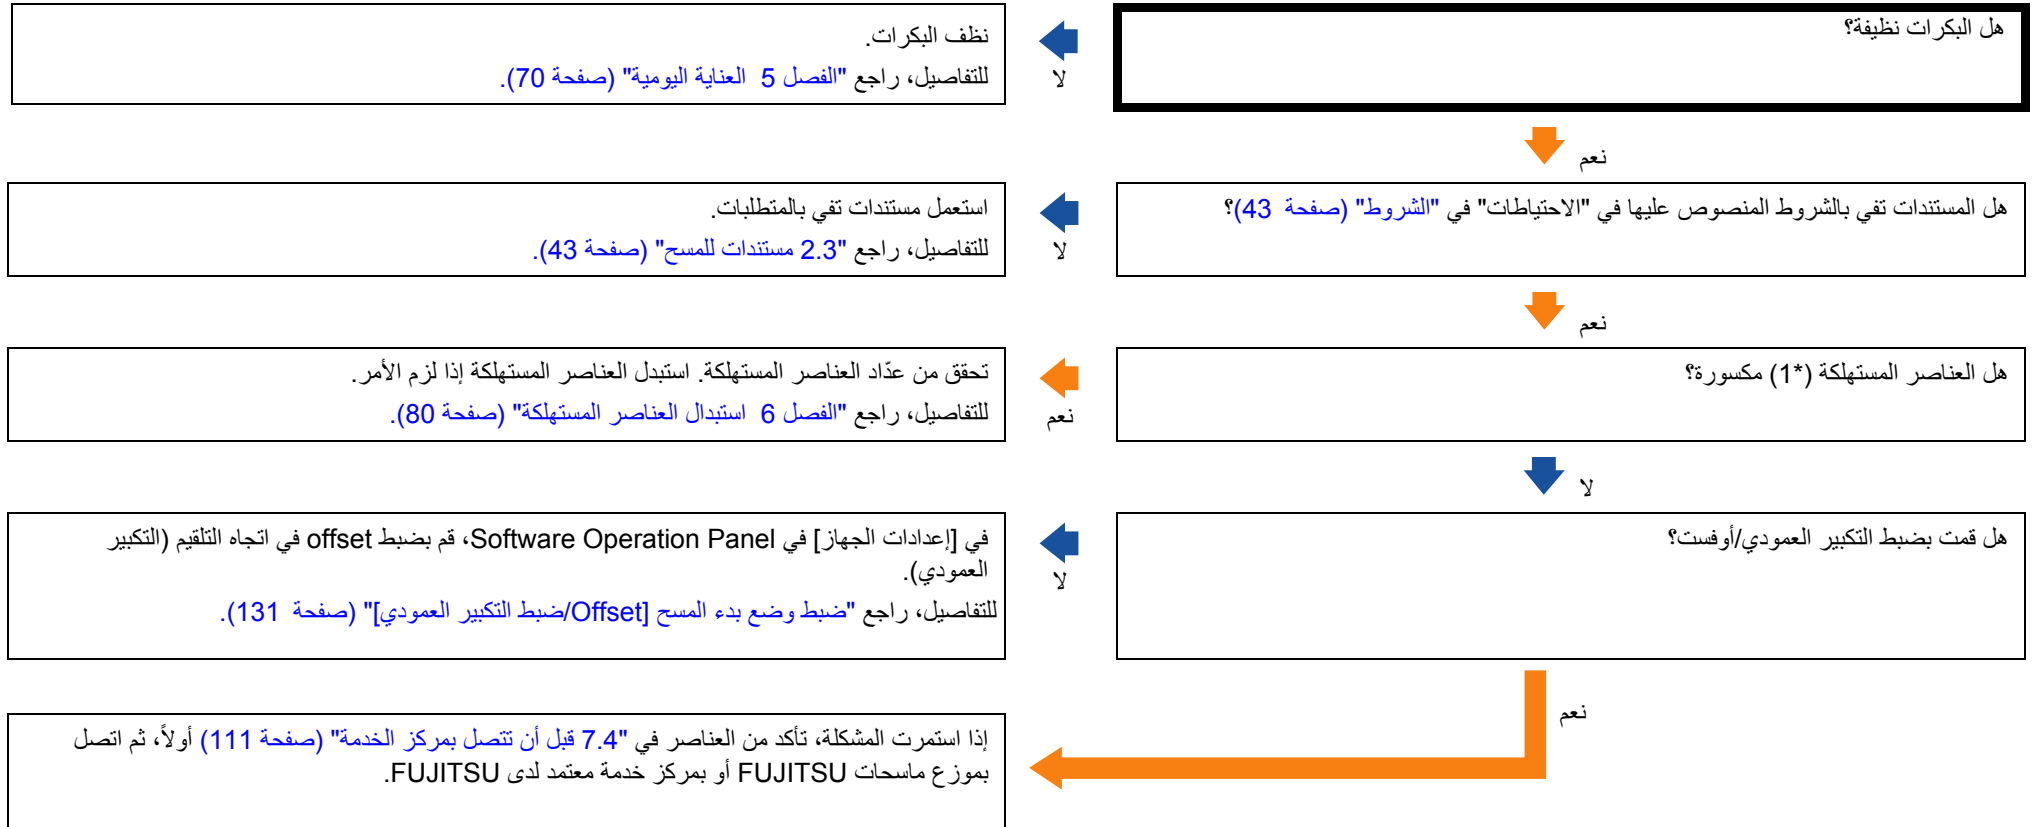 هل البكرات نظيفة؟
لا
نظف البكرات.
للتفاصيل، راجع "الفصل 5 العناية اليومية" (صفحة 70).
نعم
هل المستندات تفي بالشروط المنصوص عليها في "الاحتياطات" في "الشروط" (صفحة 43)؟
لا
استعمل مستندات تفي بالمتطلبات.
للتفاصيل، راجع "2.3 مستندات للمسح" (صفحة 43).
نعم
هل العناصر المستهلكة (*1) مكسورة؟
نعم
تحقق من عدّاد العناصر المستهلكة. استبدل العناصر المستهلكة إذا لزم الأمر.
للتفاصيل، راجع "الفصل 6 استبدال العناصر المستهلكة" (صفحة 80).
لا
هل قمت بضبط التكبير العمودي/أوفست؟
لا
في [إعدادات الجهاز] في Software Operation Panel، قم بضبط offset في اتجاه التلقيم (التكبير
العمودي).
للتفاصيل، راجع "ضبط وضع بدء المسح [Offset/ضبط التكبير العمودي]" (صفحة 131).
نعم
إذا استمرت المشكلة، تأكد من العناصر في "7.4 قبل أن تتصل بمركز الخدمة" (صفحة 111) أولاً، ثم اتصل
بموزع ماسحات FUJITSU أو بمركز خدمة معتمد لدى FUJITSU.